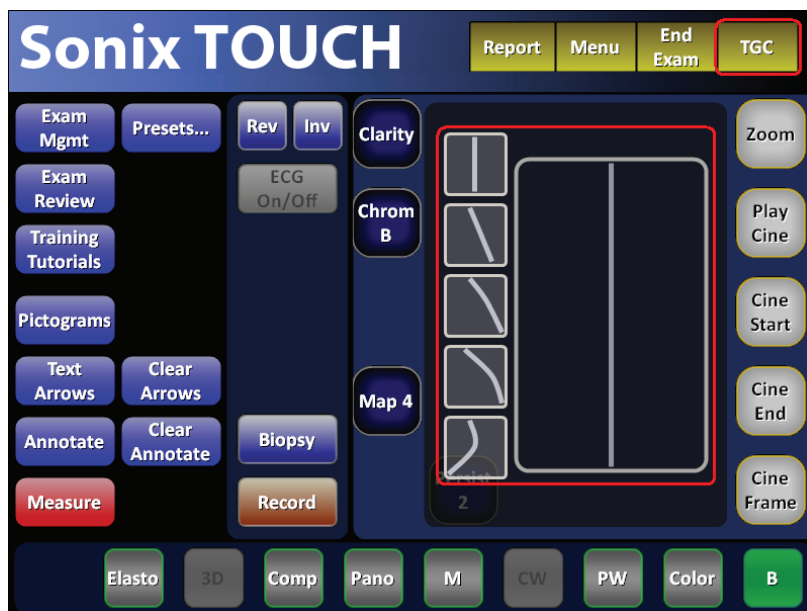 Sonix TOUCH
Report
Menu
End
Exam
TGC
Exam
Mgmt
Presets...
Rev
Inv
Clarity
Zoom
Exam
Review
ECG
On/Off
Chrom
B
Play
Cine
Training
Tutorials
Pictograms
Cine
Start
Text
Arrows
Clear
Arrows
Map 4
Cine
End
Annotate
Clear
Annotate
Biopsy
Measure
Record
Persist
2
Cine
Frame
Elasto
3D
Comp
Pano
M
CW
PW
Color
B